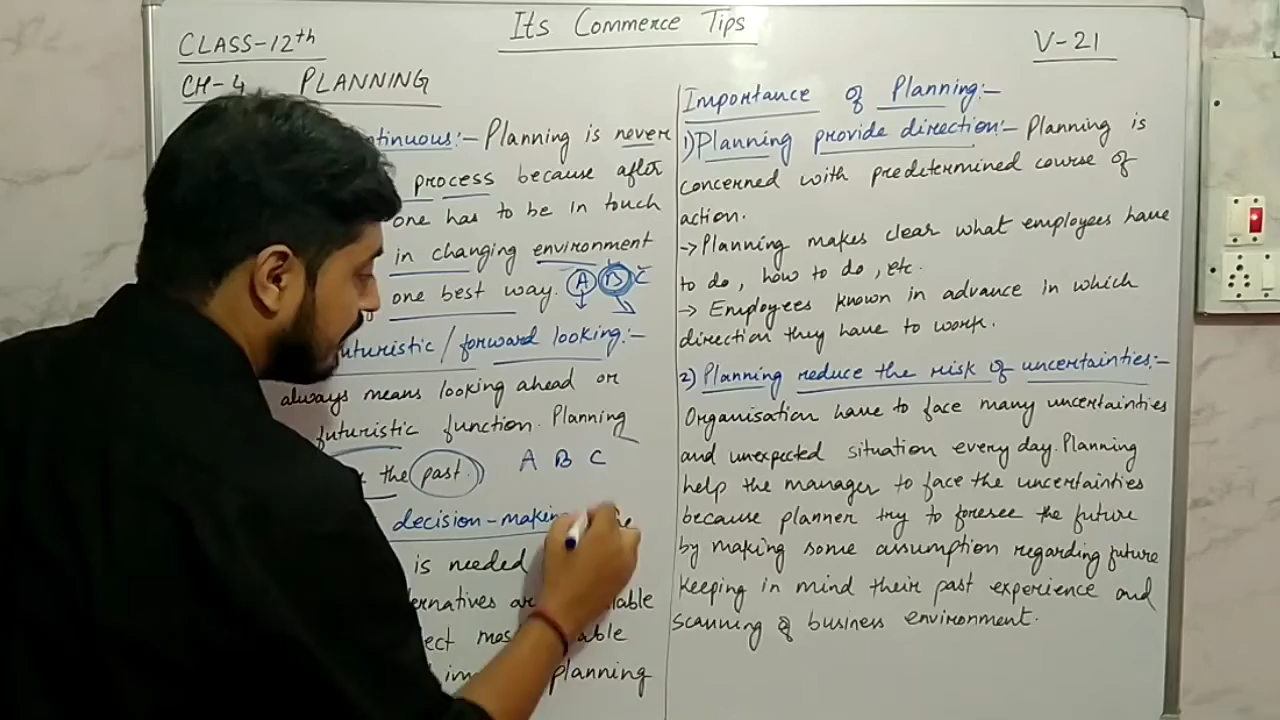 Its Commerce Tips
CLASS-12th
V-21
CH-4 PLANNING
ntinuous:- Planning is never
process because after
one has to be in touch
in changing environment
one best way. A B C
futuristic / forward looking:-
always means looking ahead or
futuristic function. Planning
the past. A B C
decision-making
is needed
ernatives are
ect most able
planning
Importance of Planning:-
1) Planning provide direction:- Planning is
concerned with predetermined course of
action.
→ Planning makes clear what employees have
to do, how to do, etc.
→ Employees known in advance in which
direction they have to work.
2) Planning reduce the risk of uncertainties:-
Organisation have to face many uncertainties
and unexpected situation every day. Planning
help the manager to face the uncertainties
because planner try to foresee the future
by making some assumption regarding future
keeping in mind their past experience and
scanning of business environment.